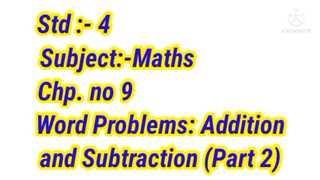 Std :- 4
Subject:-Maths
Chp. no 9
Word Problems: Addition
and Subtraction (Part 2)